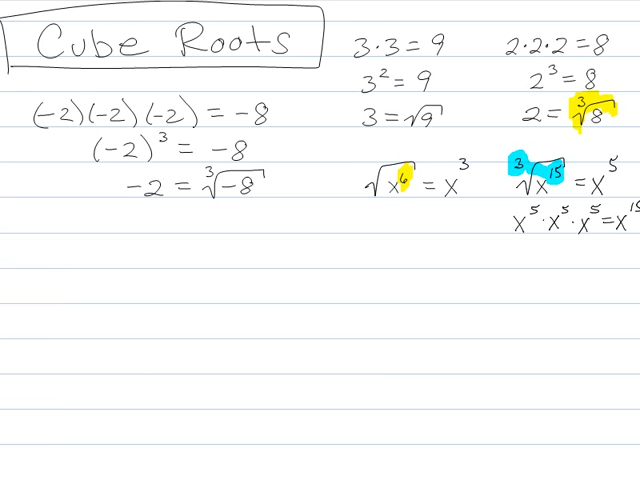 Cube Roots
(-2)(-2)(-2) = -8
(-2)³ = -8
-2 = ∛-8
3·3=9
3² = 9
3 = √9
√x⁶ = x³
2·2·2=8
2³ = 8
2 = ∛8
∛x¹⁵ = x⁵
x⁵·x⁵·x⁵=x¹⁵